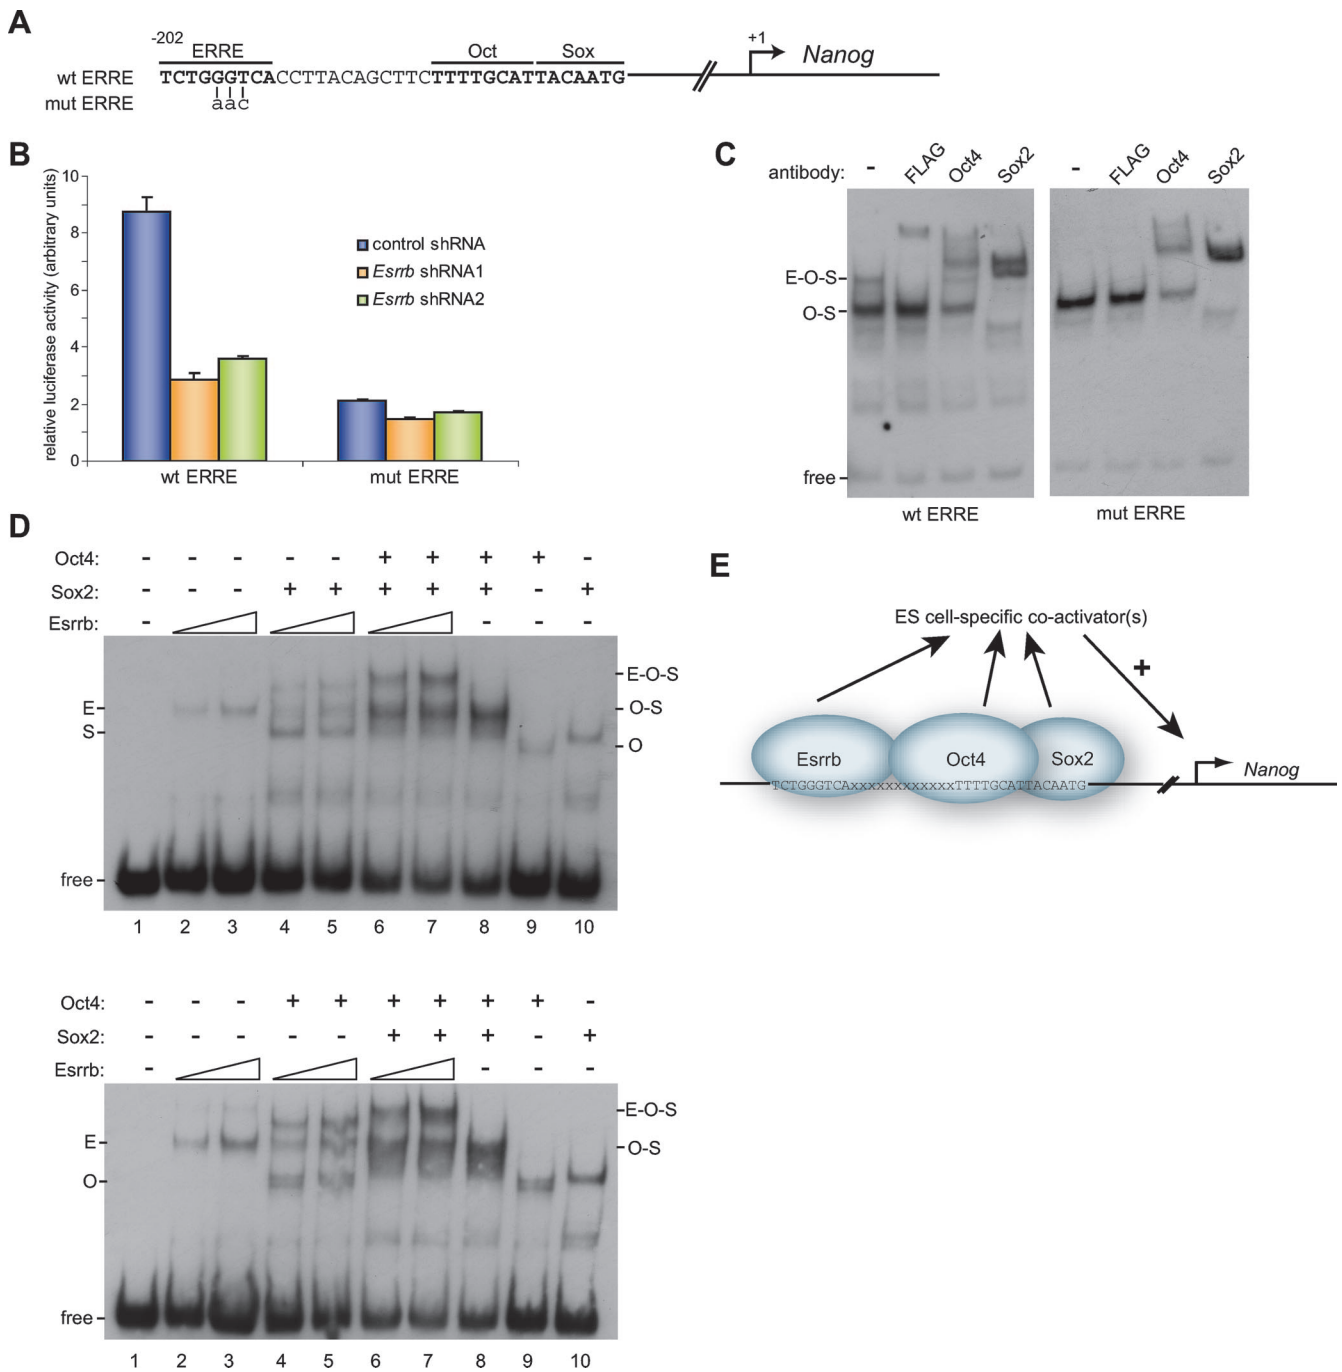 A
-202
ERRE Oct Sox +1 Nanog
wt ERRE TCTGGGTCACCTTACAGCTTCTTTTGCATTACAATG
mut ERRE aac
B
relative luciferase activity (arbitrary units)
10
8
6
4
2
0
control shRNA
Esrrb shRNA1
Esrrb shRNA2
wt ERRE mut ERRE
C
antibody: - FLAG Oct4 Sox2 - FLAG Oct4 Sox2
E-O-S
O-S
free
wt ERRE mut ERRE
D
Oct4: - - - - - + + + + -
Sox2: - - - + + + + + - +
Esrrb: - - - -
E-O-S
E O-S
S O
free
1 2 3 4 5 6 7 8 9 10
Oct4: - - - + + + + + + -
Sox2: - - - - - + + + - +
Esrrb: - - - -
E-O-S
E O-S
O
free
1 2 3 4 5 6 7 8 9 10
E
ES cell-specific co-activator(s)
+
Esrrb Oct4 Sox2 Nanog
TCTGGGTCAxxxxxxxxxxxxTTTTGCATTACAATG